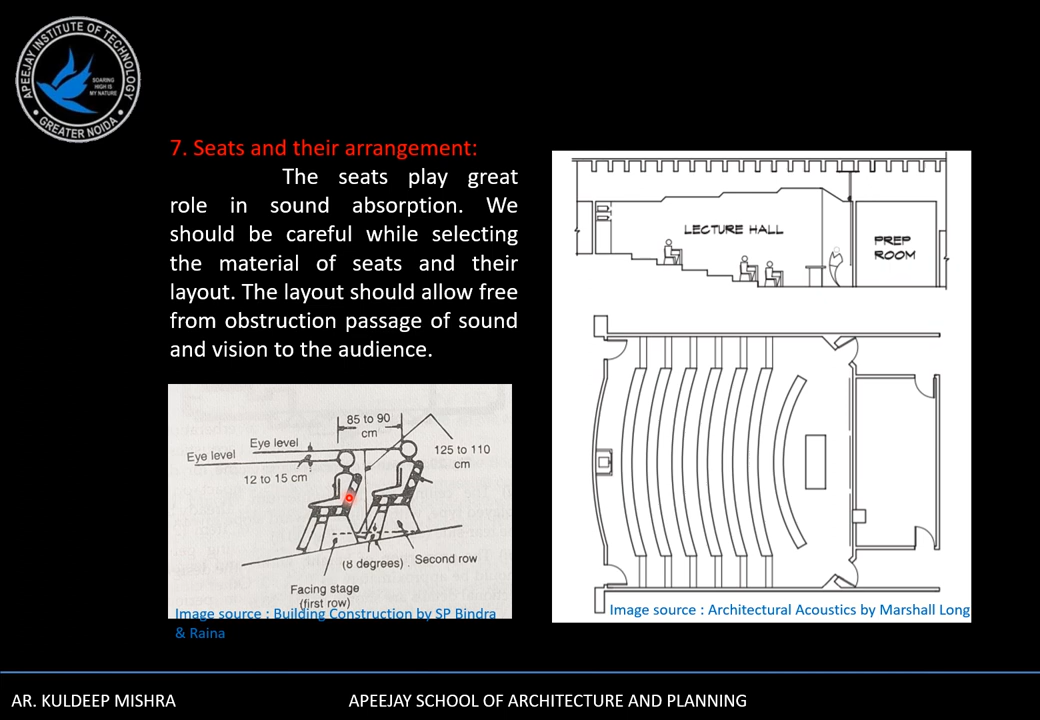 APEEJAY INSTITUTE OF TECHNOLOGY
SOARING
HIGH IS
MY NATURE
GREATER NOIDA
7. Seats and their arrangement:
The seats play great
role in sound absorption. We
should be careful while selecting
the material of seats and their
layout. The layout should allow free
from obstruction passage of sound
and vision to the audience.
85 to 90
cm
Eye level
Eye level
125 to 110
cm
12 to 15 cm
(8 degrees)
Second row
Facing stage
(first row)
Image source : Building Construction by SP Bindra
& Raina
LECTURE HALL
PREP
ROOM
Image source : Architectural Acoustics by Marshall Long
AR. KULDEEP MISHRA
APEEJAY SCHOOL OF ARCHITECTURE AND PLANNING